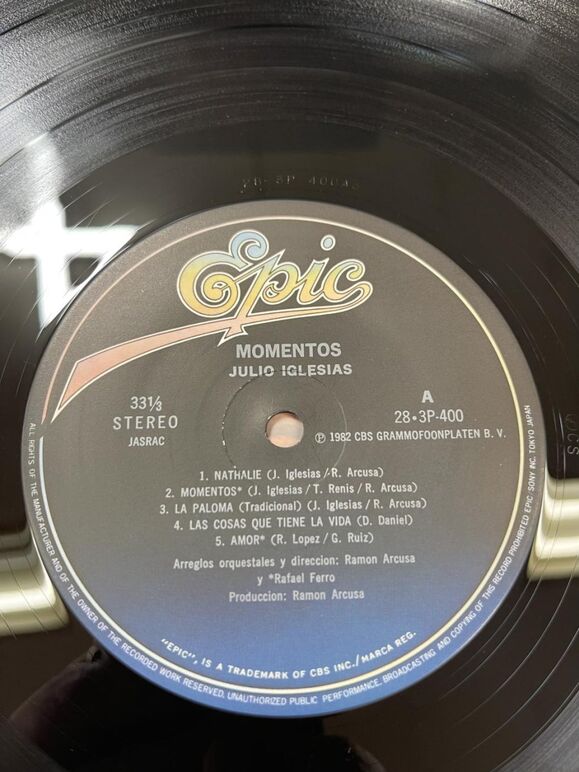 28-3P 400A3
Epic
MOMENTOS
JULIO IGLESIAS
33⅓
STEREO
JASRAC
A
28•3P-400
Ⓟ 1982 CBS GRAMMOFOONPLATEN B. V.
1. NATHALIE (J. Iglesias/R. Arcusa)
2. MOMENTOS* (J. Iglesias/T. Renis/R. Arcusa)
3. LA PALOMA (Tradicional) (J. Iglesias/R. Arcusa)
4. LAS COSAS QUE TIENE LA VIDA (D. Daniel)
5. AMOR* (R. Lopez/G. Ruiz)
Arreglos orquestales y direccion: Ramon Arcusa
y *Rafael Ferro
Produccion: Ramon Arcusa
"EPIC", IS A TRADEMARK OF CBS INC./MARCA REG.
ALL RIGHTS OF THE MANUFACTURER AND OF THE OWNER OF THE RECORDED WORK RESERVED. UNAUTHORIZED PUBLIC PERFORMANCE, BROADCASTING AND COPYING OF THIS RECORD PROHIBITED EPIC SONY INC. TOKYO JAPAN